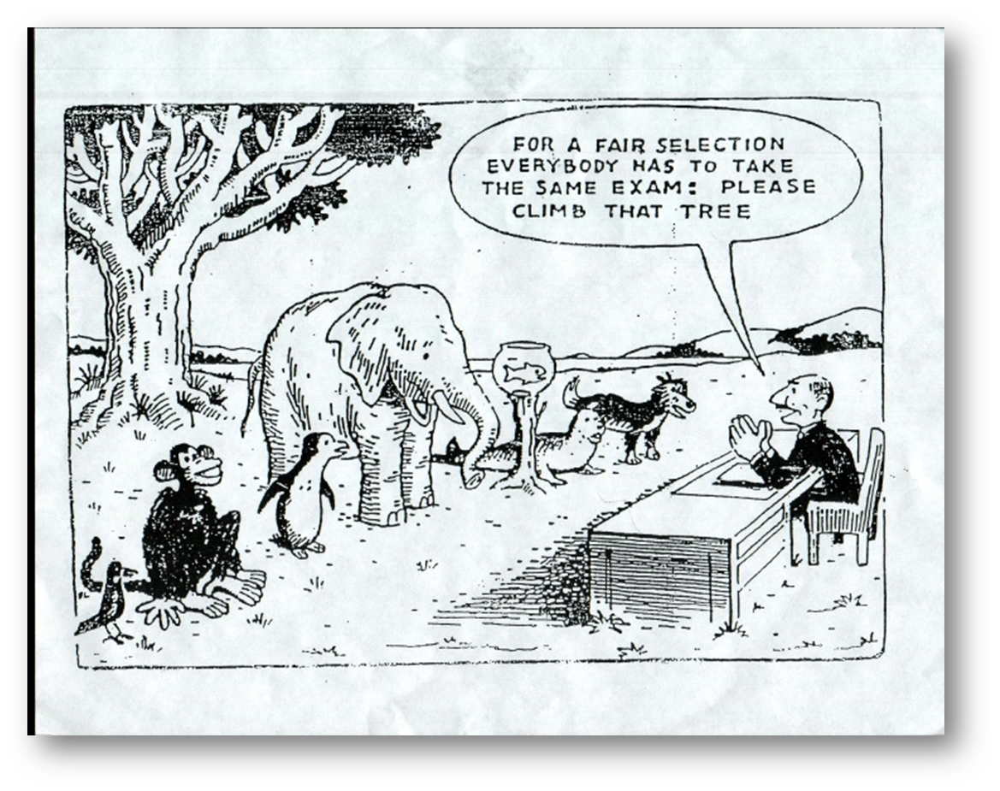 FOR A FAIR SELECTION
EVERYBODY HAS TO TAKE
THE SAME EXAM: PLEASE
CLIMB THAT TREE